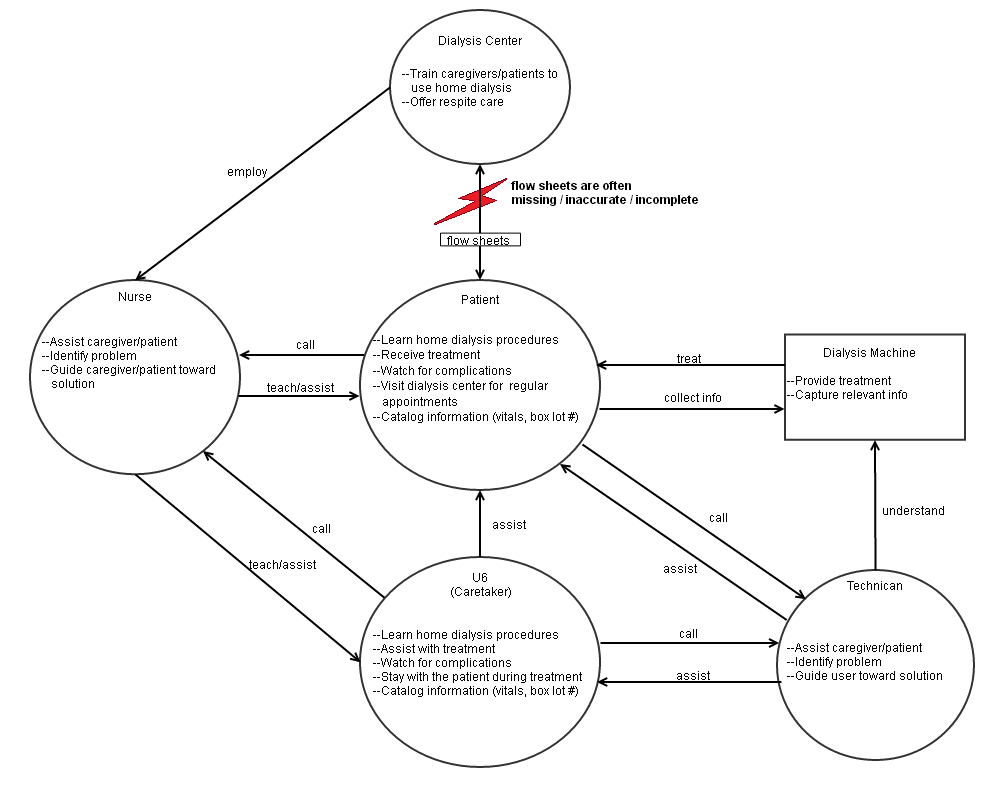 Dialysis Center
--Train caregivers/patients to
use home dialysis
--Offer respite care
employ
flow sheets are often
missing / inaccurate / incomplete
flow sheets
Nurse
--Assist caregiver/patient
--Identify problem
--Guide caregiver/patient toward
solution
call
teach/assist
Patient
--Learn home dialysis procedures
--Receive treatment
--Watch for complications
--Visit dialysis center for regular
appointments
--Catalog information (vitals, box lot #)
treat
collect info
Dialysis Machine
--Provide treatment
--Capture relevant info
call
teach/assist
assist
call
assist
understand
U6
(Caretaker)
--Learn home dialysis procedures
--Assist with treatment
--Watch for complications
--Stay with the patient during treatment
--Catalog information (vitals, box lot #)
call
assist
Technican
--Assist caregiver/patient
--Identify problem
--Guide user toward solution